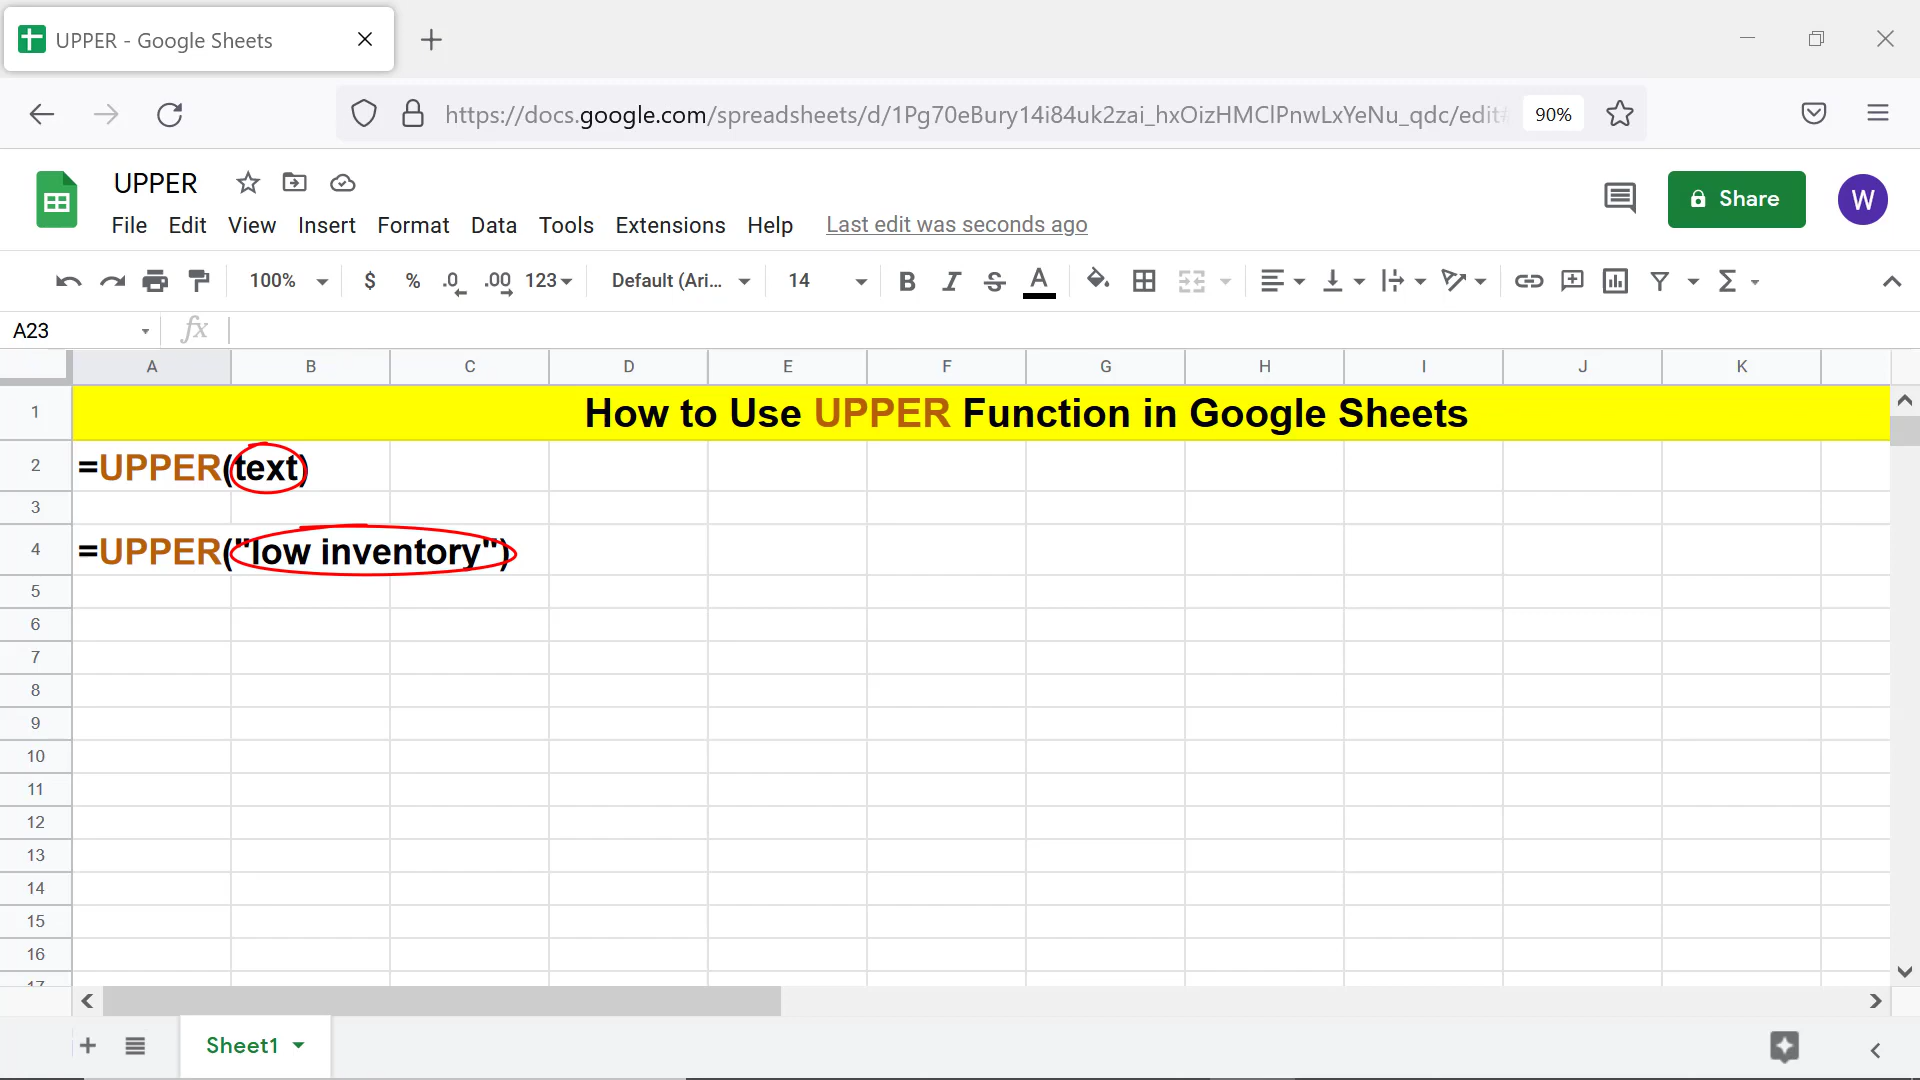 UPPER - Google Sheets
https://docs.google.com/spreadsheets/d/1Pg70eBury14i84uk2zai_hxOizHMClPnwLxYeNu_qdc/edit#
90%
UPPER
Share
W
File Edit View Insert Format Data Tools Extensions Help Last edit was seconds ago
100% $ % .0 .00 123 Default (Ari... 14 B I S A Σ
A23 fx
A B C D E F G H I J K
1 How to Use UPPER Function in Google Sheets
2 =UPPER(text)
3
4 =UPPER("low inventory")
5
6
7
8
9
10
11
12
13
14
15
16
17
Sheet1